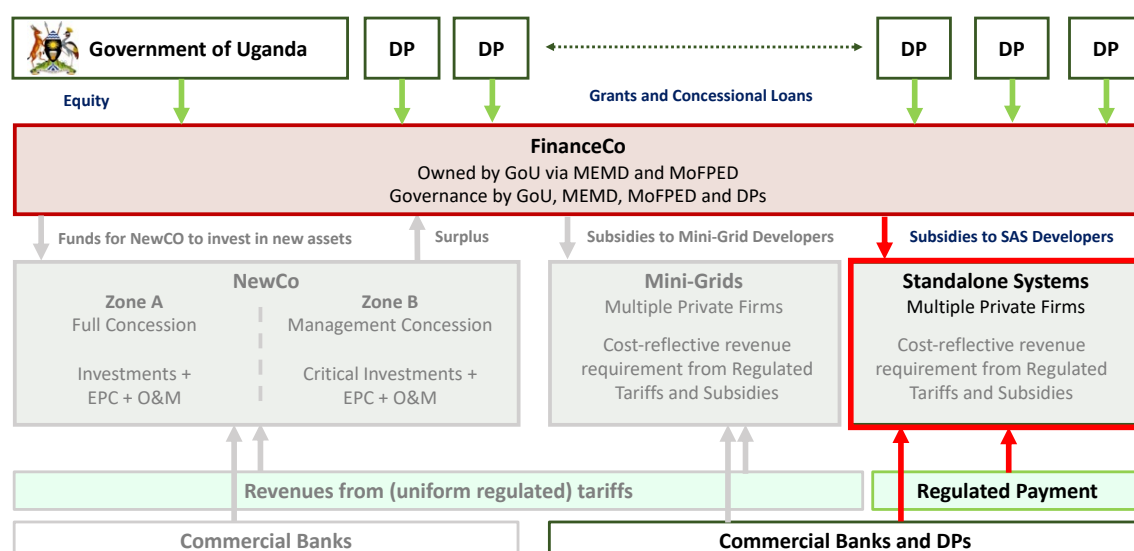 Government of Uganda
DP
DP
DP
DP
DP
Equity
Grants and Concessional Loans
FinanceCo
Owned by GoU via MEMD and MoFPED
Governance by GoU, MEMD, MoFPED and DPs
Funds for NewCO to invest in new assets
Surplus
Subsidies to Mini-Grid Developers
Subsidies to SAS Developers
NewCo
Zone A
Full Concession
Investments +
EPC + O&M
Zone B
Management Concession
Critical Investments +
EPC + O&M
Mini-Grids
Multiple Private Firms
Cost-reflective revenue
requirement from Regulated
Tariffs and Subsidies
Standalone Systems
Multiple Private Firms
Cost-reflective revenue
requirement from Regulated
Tariffs and Subsidies
Revenues from (uniform regulated) tariffs
Regulated Payment
Commercial Banks
Commercial Banks and DPs